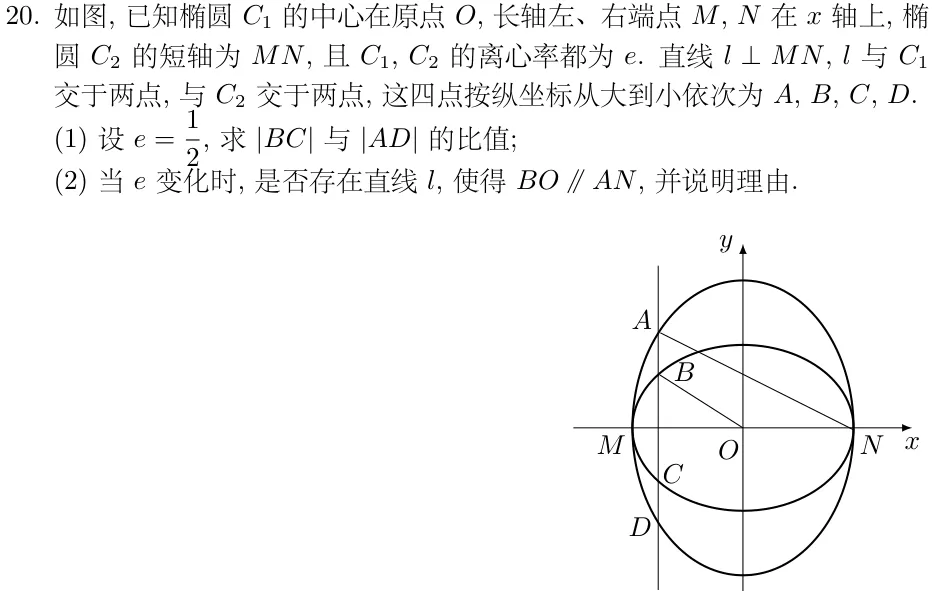 20. 如图, 已知椭圆 C₁ 的中心在原点 O, 长轴左、右端点 M, N 在 x 轴上, 椭
圆 C₂ 的短轴为 MN, 且 C₁, C₂ 的离心率都为 e. 直线 l ⊥ MN, l 与 C₁
交于两点, 与 C₂ 交于两点, 这四点按纵坐标从大到小依次为 A, B, C, D.
(1) 设 e = 1/2, 求 |BC| 与 |AD| 的比值;
(2) 当 e 变化时, 是否存在直线 l, 使得 BO ∥ AN, 并说明理由.
y
A
B
M
O
N
x
C
D